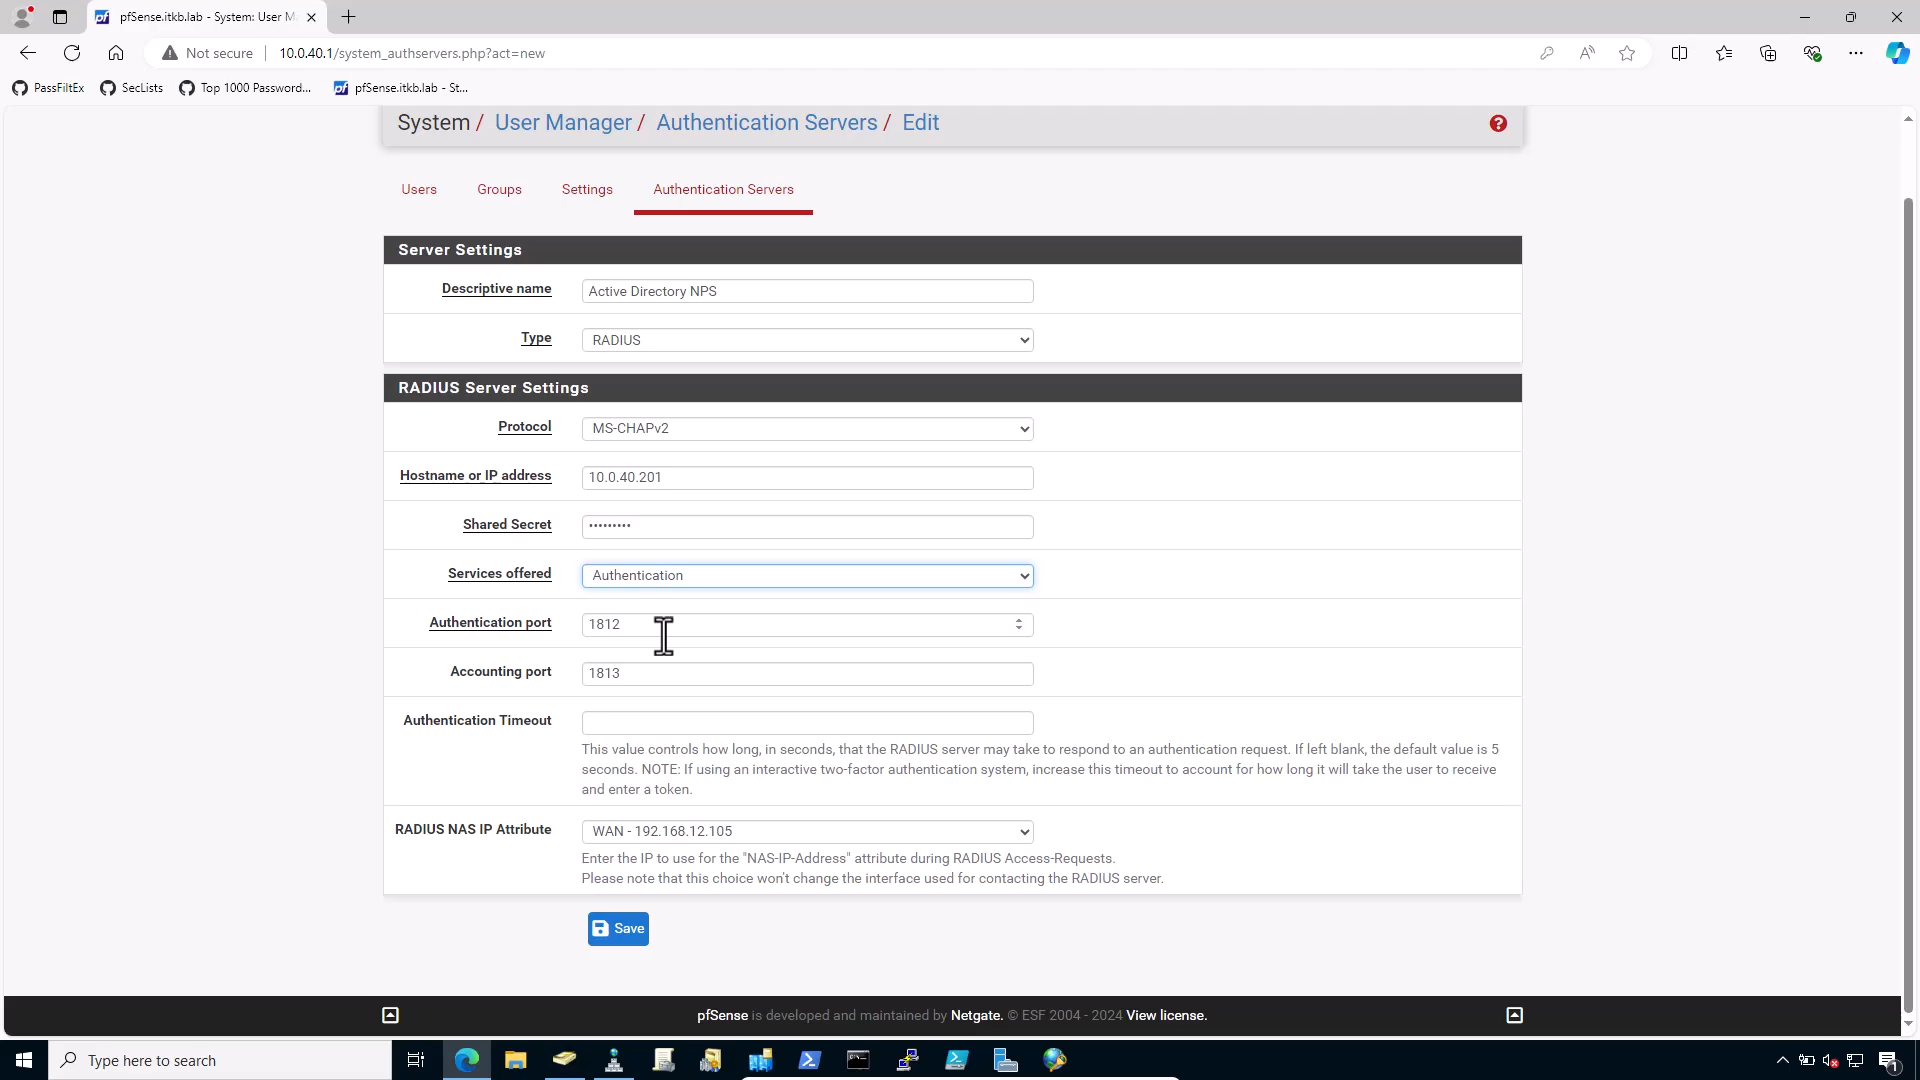 pfSense.itkb.lab - System: User M
Not secure
10.0.40.1/system_authservers.php?act=new
PassFiltEx
SecLists
Top 1000 Password...
pfSense.itkb.lab - St...
System / User Manager / Authentication Servers / Edit
Users
Groups
Settings
Authentication Servers
Server Settings
Descriptive name
Active Directory NPS
Type
RADIUS
RADIUS Server Settings
Protocol
MS-CHAPv2
Hostname or IP address
10.0.40.201
Shared Secret
•••••••••
Services offered
Authentication
Authentication port
1812
Accounting port
1813
Authentication Timeout
This value controls how long, in seconds, that the RADIUS server may take to respond to an authentication request. If left blank, the default value is 5
seconds. NOTE: If using an interactive two-factor authentication system, increase this timeout to account for how long it will take the user to receive
and enter a token.
RADIUS NAS IP Attribute
WAN - 192.168.12.105
Enter the IP to use for the "NAS-IP-Address" attribute during RADIUS Access-Requests.
Please note that this choice won't change the interface used for contacting the RADIUS server.
Save
pfSense is developed and maintained by Netgate. © ESF 2004 - 2024 View license.
Type here to search
1